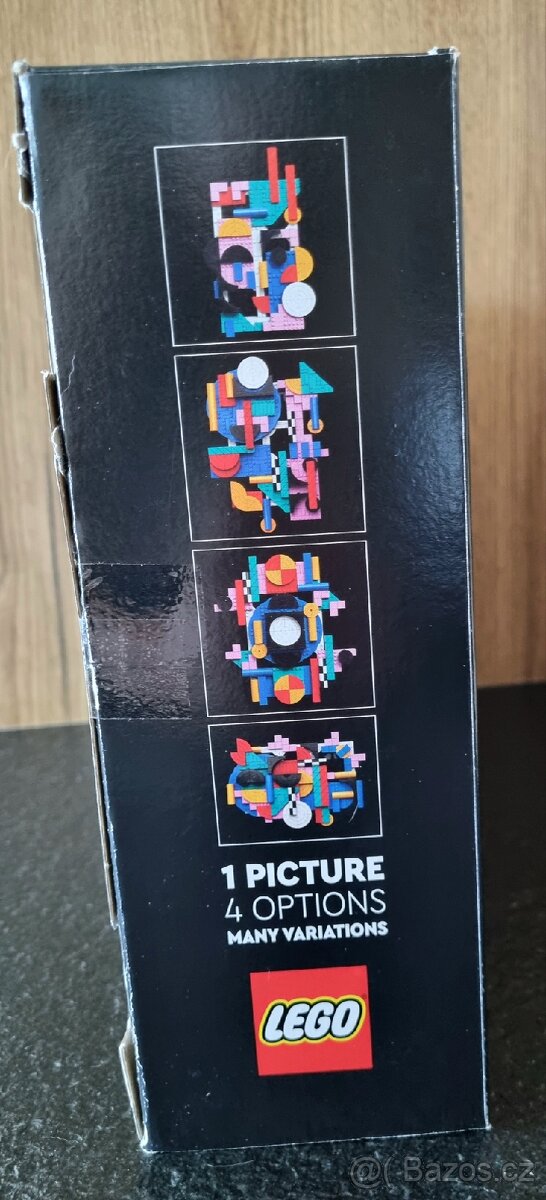 1 PICTURE
4 OPTIONS
MANY VARIATIONS
LEGO
@( Bazos.cz